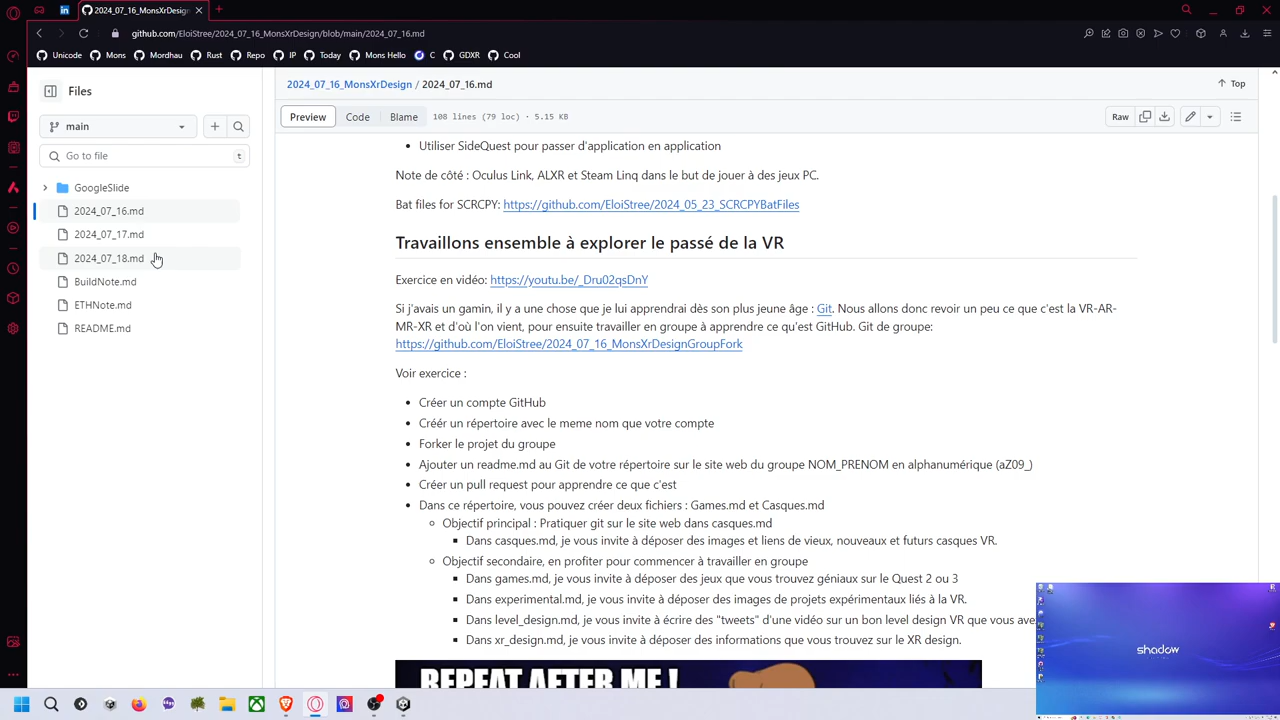 2024_07_16_MonsXrDesign
github.com/EloiStree/2024_07_16_MonsXrDesign/blob/main/2024_07_16.md
Unicode
Mons
Mordhau
Rust
Repo
IP
Today
Mons Hello
C
GDXR
Cool
Files
main
Go to file
t
GoogleSlide
2024_07_16.md
2024_07_17.md
2024_07_18.md
BuildNote.md
ETHNote.md
README.md
2024_07_16_MonsXrDesign / 2024_07_16.md
Top
Preview
Code
Blame
108 lines (79 loc) · 5.15 KB
Raw
Utiliser SideQuest pour passer d'application en application
Note de côté : Oculus Link, ALXR et Steam Linq dans le but de jouer à des jeux PC.
Bat files for SCRCPY: https://github.com/EloiStree/2024_05_23_SCRCPYBatFiles
Travaillons ensemble à explorer le passé de la VR
Exercice en vidéo: https://youtu.be/_Dru02qsDnY
Si j'avais un gamin, il y a une chose que je lui apprendrai dès son plus jeune âge : Git. Nous allons donc revoir un peu ce que c'est la VR-AR-
MR-XR et d'où l'on vient, pour ensuite travailler en groupe à apprendre ce qu'est GitHub. Git de groupe:
https://github.com/EloiStree/2024_07_16_MonsXrDesignGroupFork
Voir exercice :
Créer un compte GitHub
Créér un répertoire avec le meme nom que votre compte
Forker le projet du groupe
Ajouter un readme.md au Git de votre répertoire sur le site web du groupe NOM_PRENOM en alphanumérique (aZ09_)
Créer un pull request pour apprendre ce que c'est
Dans ce répertoire, vous pouvez créer deux fichiers : Games.md et Casques.md
Objectif principal : Pratiquer git sur le site web dans casques.md
Dans casques.md, je vous invite à déposer des images et liens de vieux, nouveaux et futurs casques VR.
Objectif secondaire, en profiter pour commencer à travailler en groupe
Dans games.md, je vous invite à déposer des jeux que vous trouvez géniaux sur le Quest 2 ou 3
Dans experimental.md, je vous invite à déposer des images de projets expérimentaux liés à la VR.
Dans level_design.md, je vous invite à écrire des "tweets" d'une vidéo sur un bon level design VR que vous ave
Dans xr_design.md, je vous invite à déposer des informations que vous trouvez sur le XR design.
REPEAT AFTER ME !
shadow